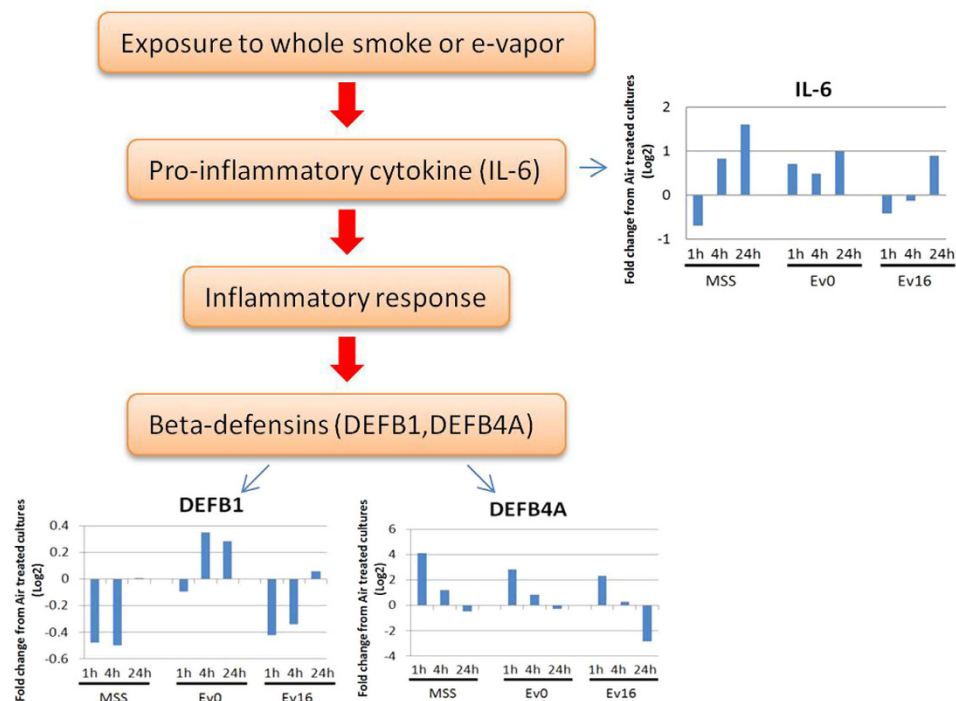 Exposure to whole smoke or e-vapor
Pro-inflammatory cytokine (IL-6)
Inflammatory response
Beta-defensins (DEFB1,DEFB4A)
IL-6
Fold change from Air treated cultures
(Log2)
2
1
0
-1
1h 4h 24h 1h 4h 24h 1h 4h 24h
MSS Ev0 Ev16
DEFB1
Fold change from Air treated cultures
(Log2)
0.4
0.2
0
-0.2
-0.4
-0.6
1h 4h 24h 1h 4h 24h 1h 4h 24h
MSS Ev0 Ev16
DEFB4A
Fold change from Air treated cultures
(Log2)
6
4
2
0
-2
-4
1h 4h 24h 1h 4h 24h 1h 4h 24h
MSS Ev0 Ev16